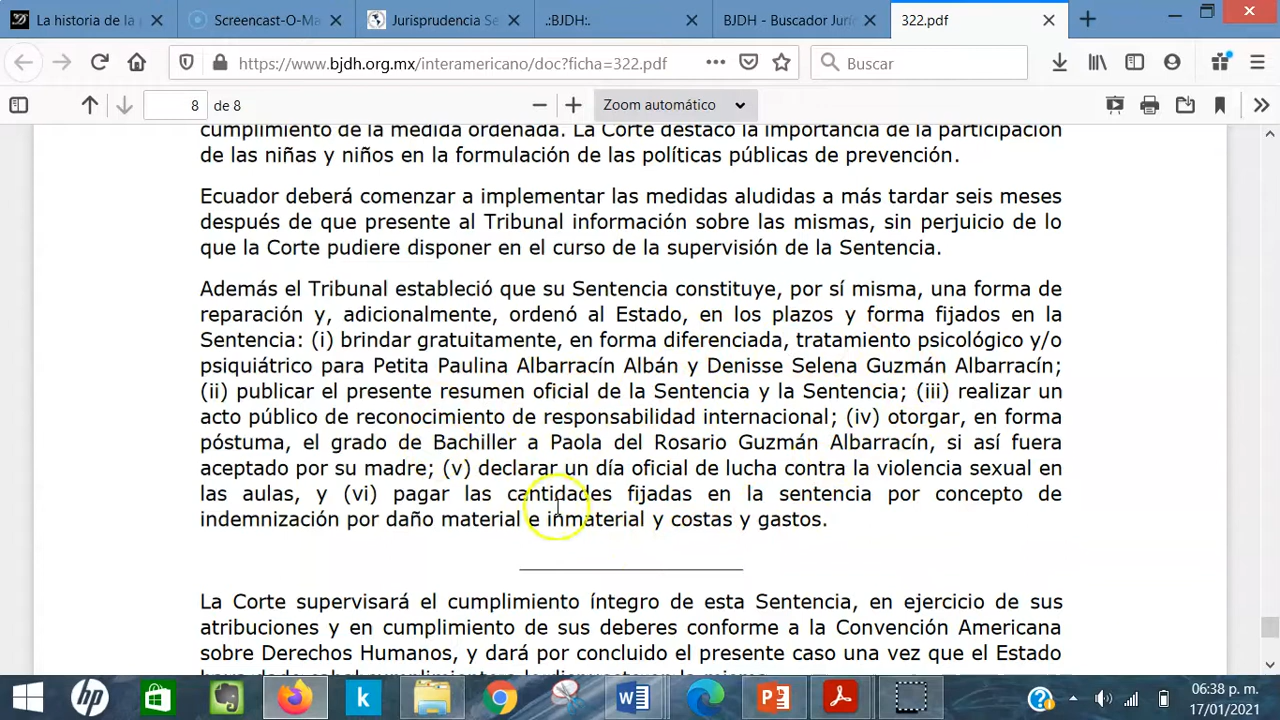 La historia de la
Screencast-O-Ma
Jurisprudencia Se
.:BJDH:.
BJDH - Buscador Jurí
322.pdf
https://www.bjdh.org.mx/interamericano/doc?ficha=322.pdf
Buscar
8 de 8
Zoom automático
cumplimiento de la medida ordenada. La Corte destacó la importancia de la participación
de las niñas y niños en la formulación de las políticas públicas de prevención.
Ecuador deberá comenzar a implementar las medidas aludidas a más tardar seis meses
después de que presente al Tribunal información sobre las mismas, sin perjuicio de lo
que la Corte pudiere disponer en el curso de la supervisión de la Sentencia.
Además el Tribunal estableció que su Sentencia constituye, por sí misma, una forma de
reparación y, adicionalmente, ordenó al Estado, en los plazos y forma fijados en la
Sentencia: (i) brindar gratuitamente, en forma diferenciada, tratamiento psicológico y/o
psiquiátrico para Petita Paulina Albarracín Albán y Denisse Selena Guzmán Albarracín;
(ii) publicar el presente resumen oficial de la Sentencia y la Sentencia; (iii) realizar un
acto público de reconocimiento de responsabilidad internacional; (iv) otorgar, en forma
póstuma, el grado de Bachiller a Paola del Rosario Guzmán Albarracín, si así fuera
aceptado por su madre; (v) declarar un día oficial de lucha contra la violencia sexual en
las aulas, y (vi) pagar las cantidades fijadas en la sentencia por concepto de
indemnización por daño material e inmaterial y costas y gastos.
La Corte supervisará el cumplimiento íntegro de esta Sentencia, en ejercicio de sus
atribuciones y en cumplimiento de sus deberes conforme a la Convención Americana
sobre Derechos Humanos, y dará por concluido el presente caso una vez que el Estado
06:38 p. m.
17/01/2021